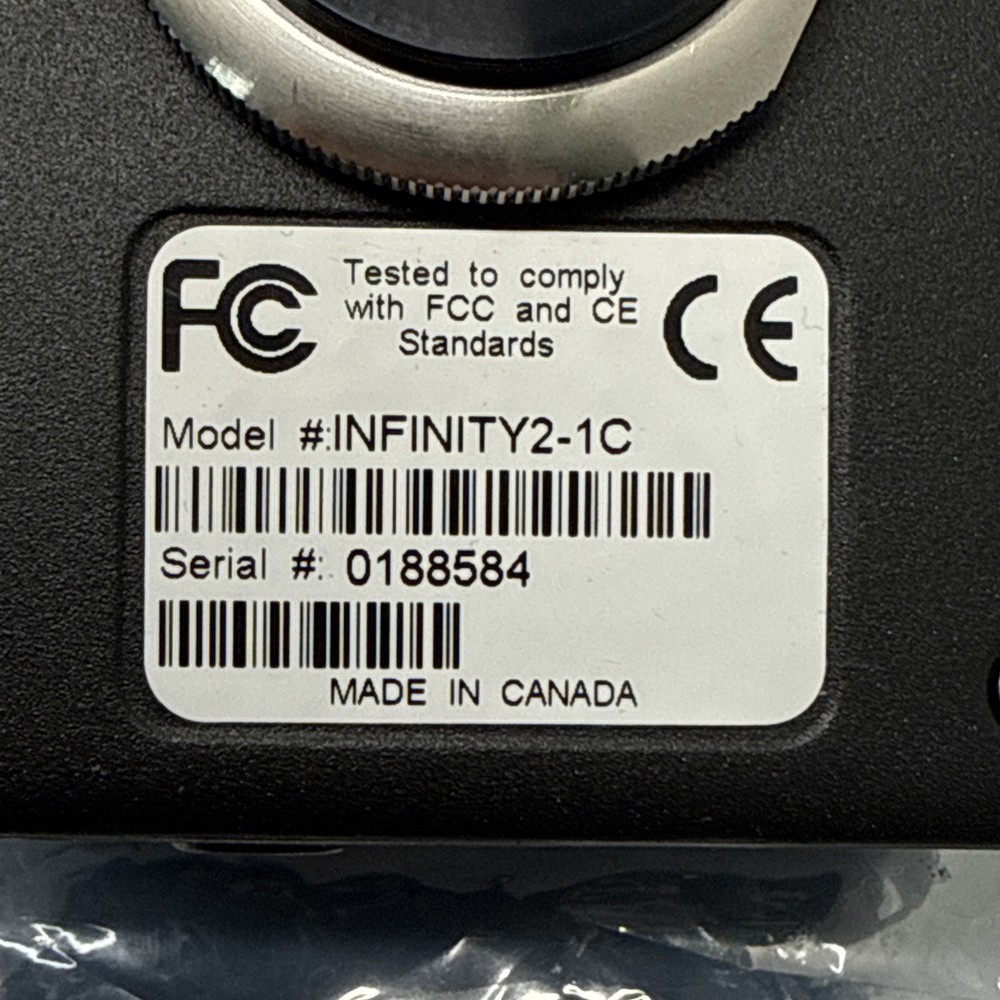 FC Tested to comply CE
with FCC and CE
Standards
Model #:INFINITY2-1C
Serial #: 0188584
MADE IN CANADA